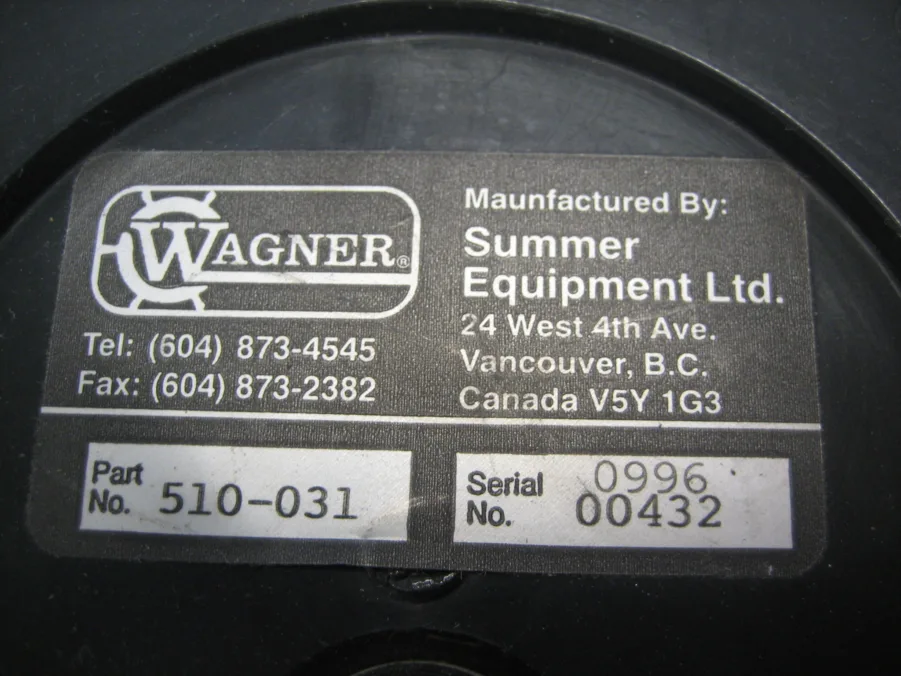 WAGNER®
Tel: (604) 873-4545
Fax: (604) 873-2382
Maunfactured By:
Summer
Equipment Ltd.
24 West 4th Ave.
Vancouver, B.C.
Canada V5Y 1G3
Part
No. 510-031
Serial 0996
No. 00432